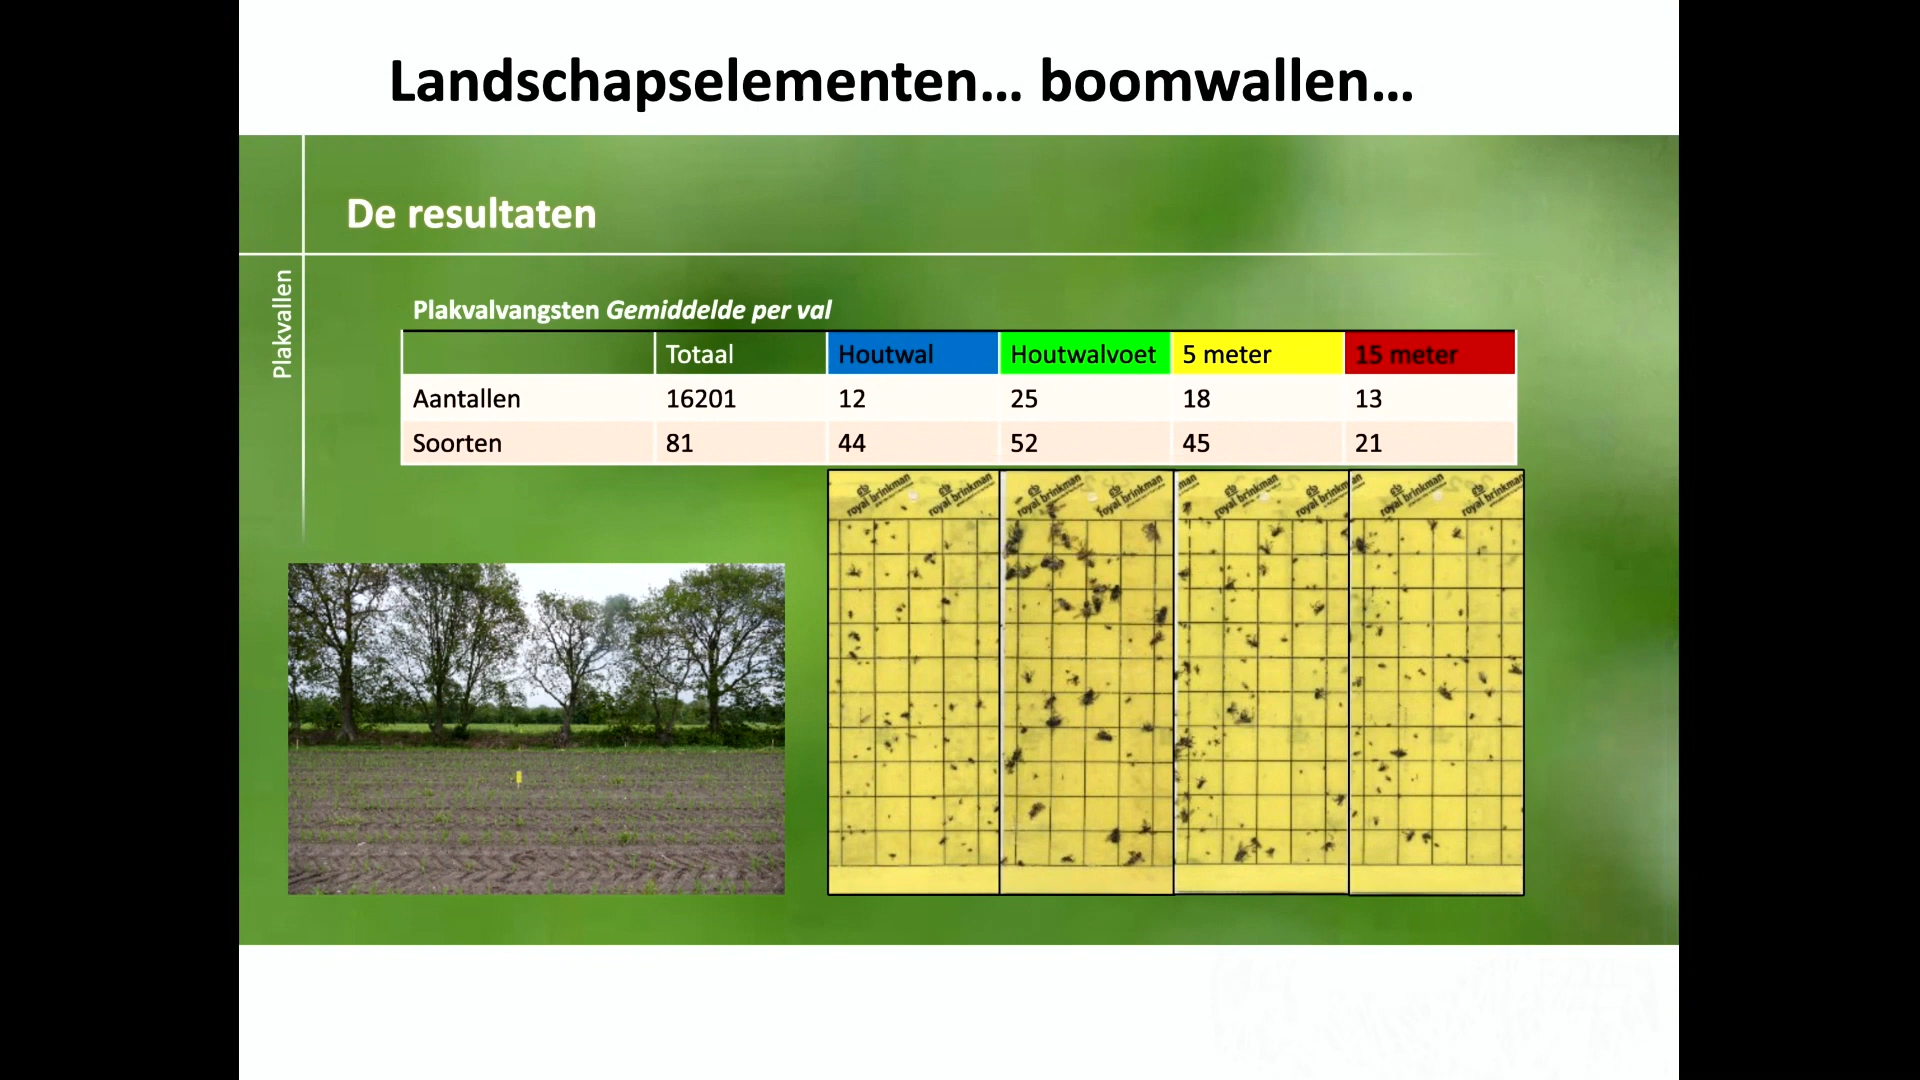 Landschapselementen... boomwallen...
De resultaten
Plakvallen
Plakvalvangsten Gemiddelde per val
Totaal Houtwal Houtwalvoet 5 meter 15 meter
Aantallen 16201 12 25 18 13
Soorten 81 44 52 45 21
royal brinkman royal brinkman royal brinkman royal brinkman royal brinkman royal brinkman royal brinkman royal brinkman